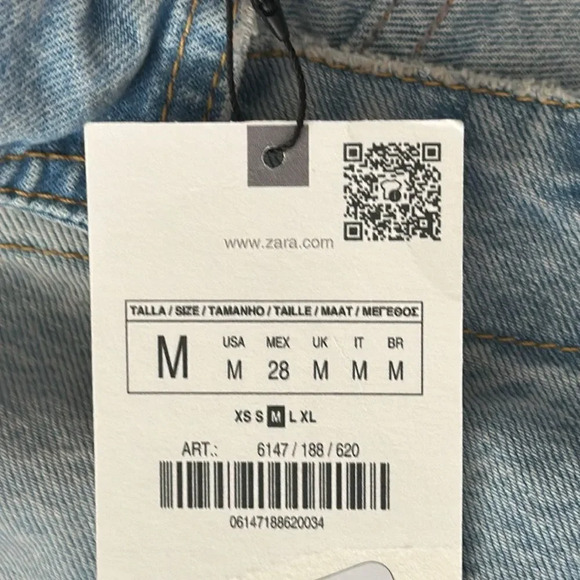 www.zara.com
TALLA / SIZE / TAMANHO / TAILLE / MAAT / ΜΕΓΕΘΟΣ
M USA MEX UK IT BR
M 28 M M M
XS S M L XL
ART.: 6147 / 188 / 620
06147188620034